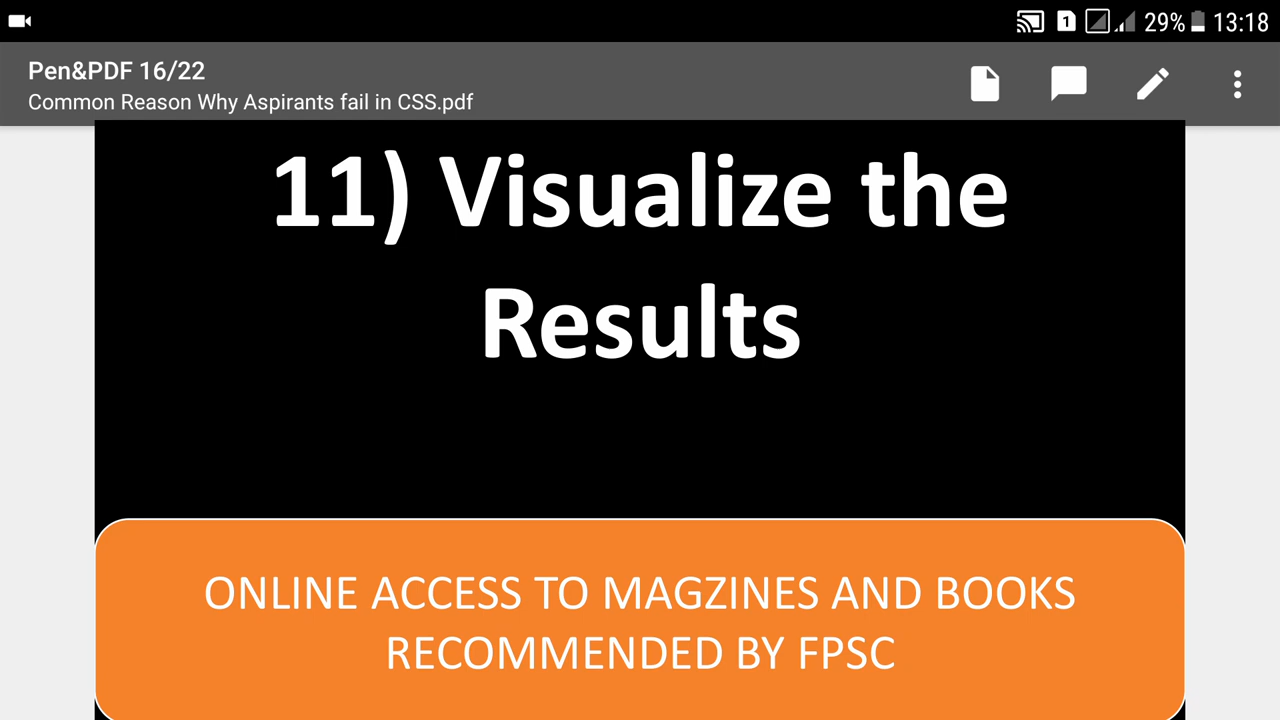 1 29% 13:18
Pen&PDF 16/22
Common Reason Why Aspirants fail in CSS.pdf
11) Visualize the
Results
ONLINE ACCESS TO MAGZINES AND BOOKS
RECOMMENDED BY FPSC